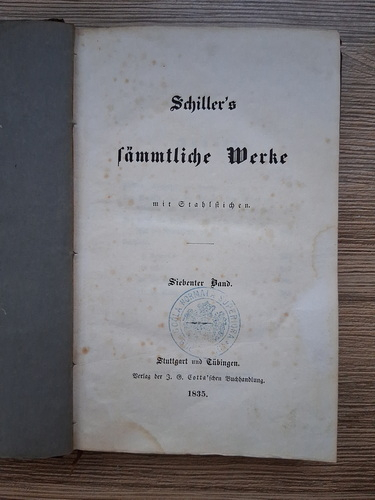 Schiller's
sämmtliche Werke
mit Stahlstichen.
Siebenter Band.
Stuttgart und Tübingen.
Verlag der J. G. Cotta'schen Buchhandlung.
1835.